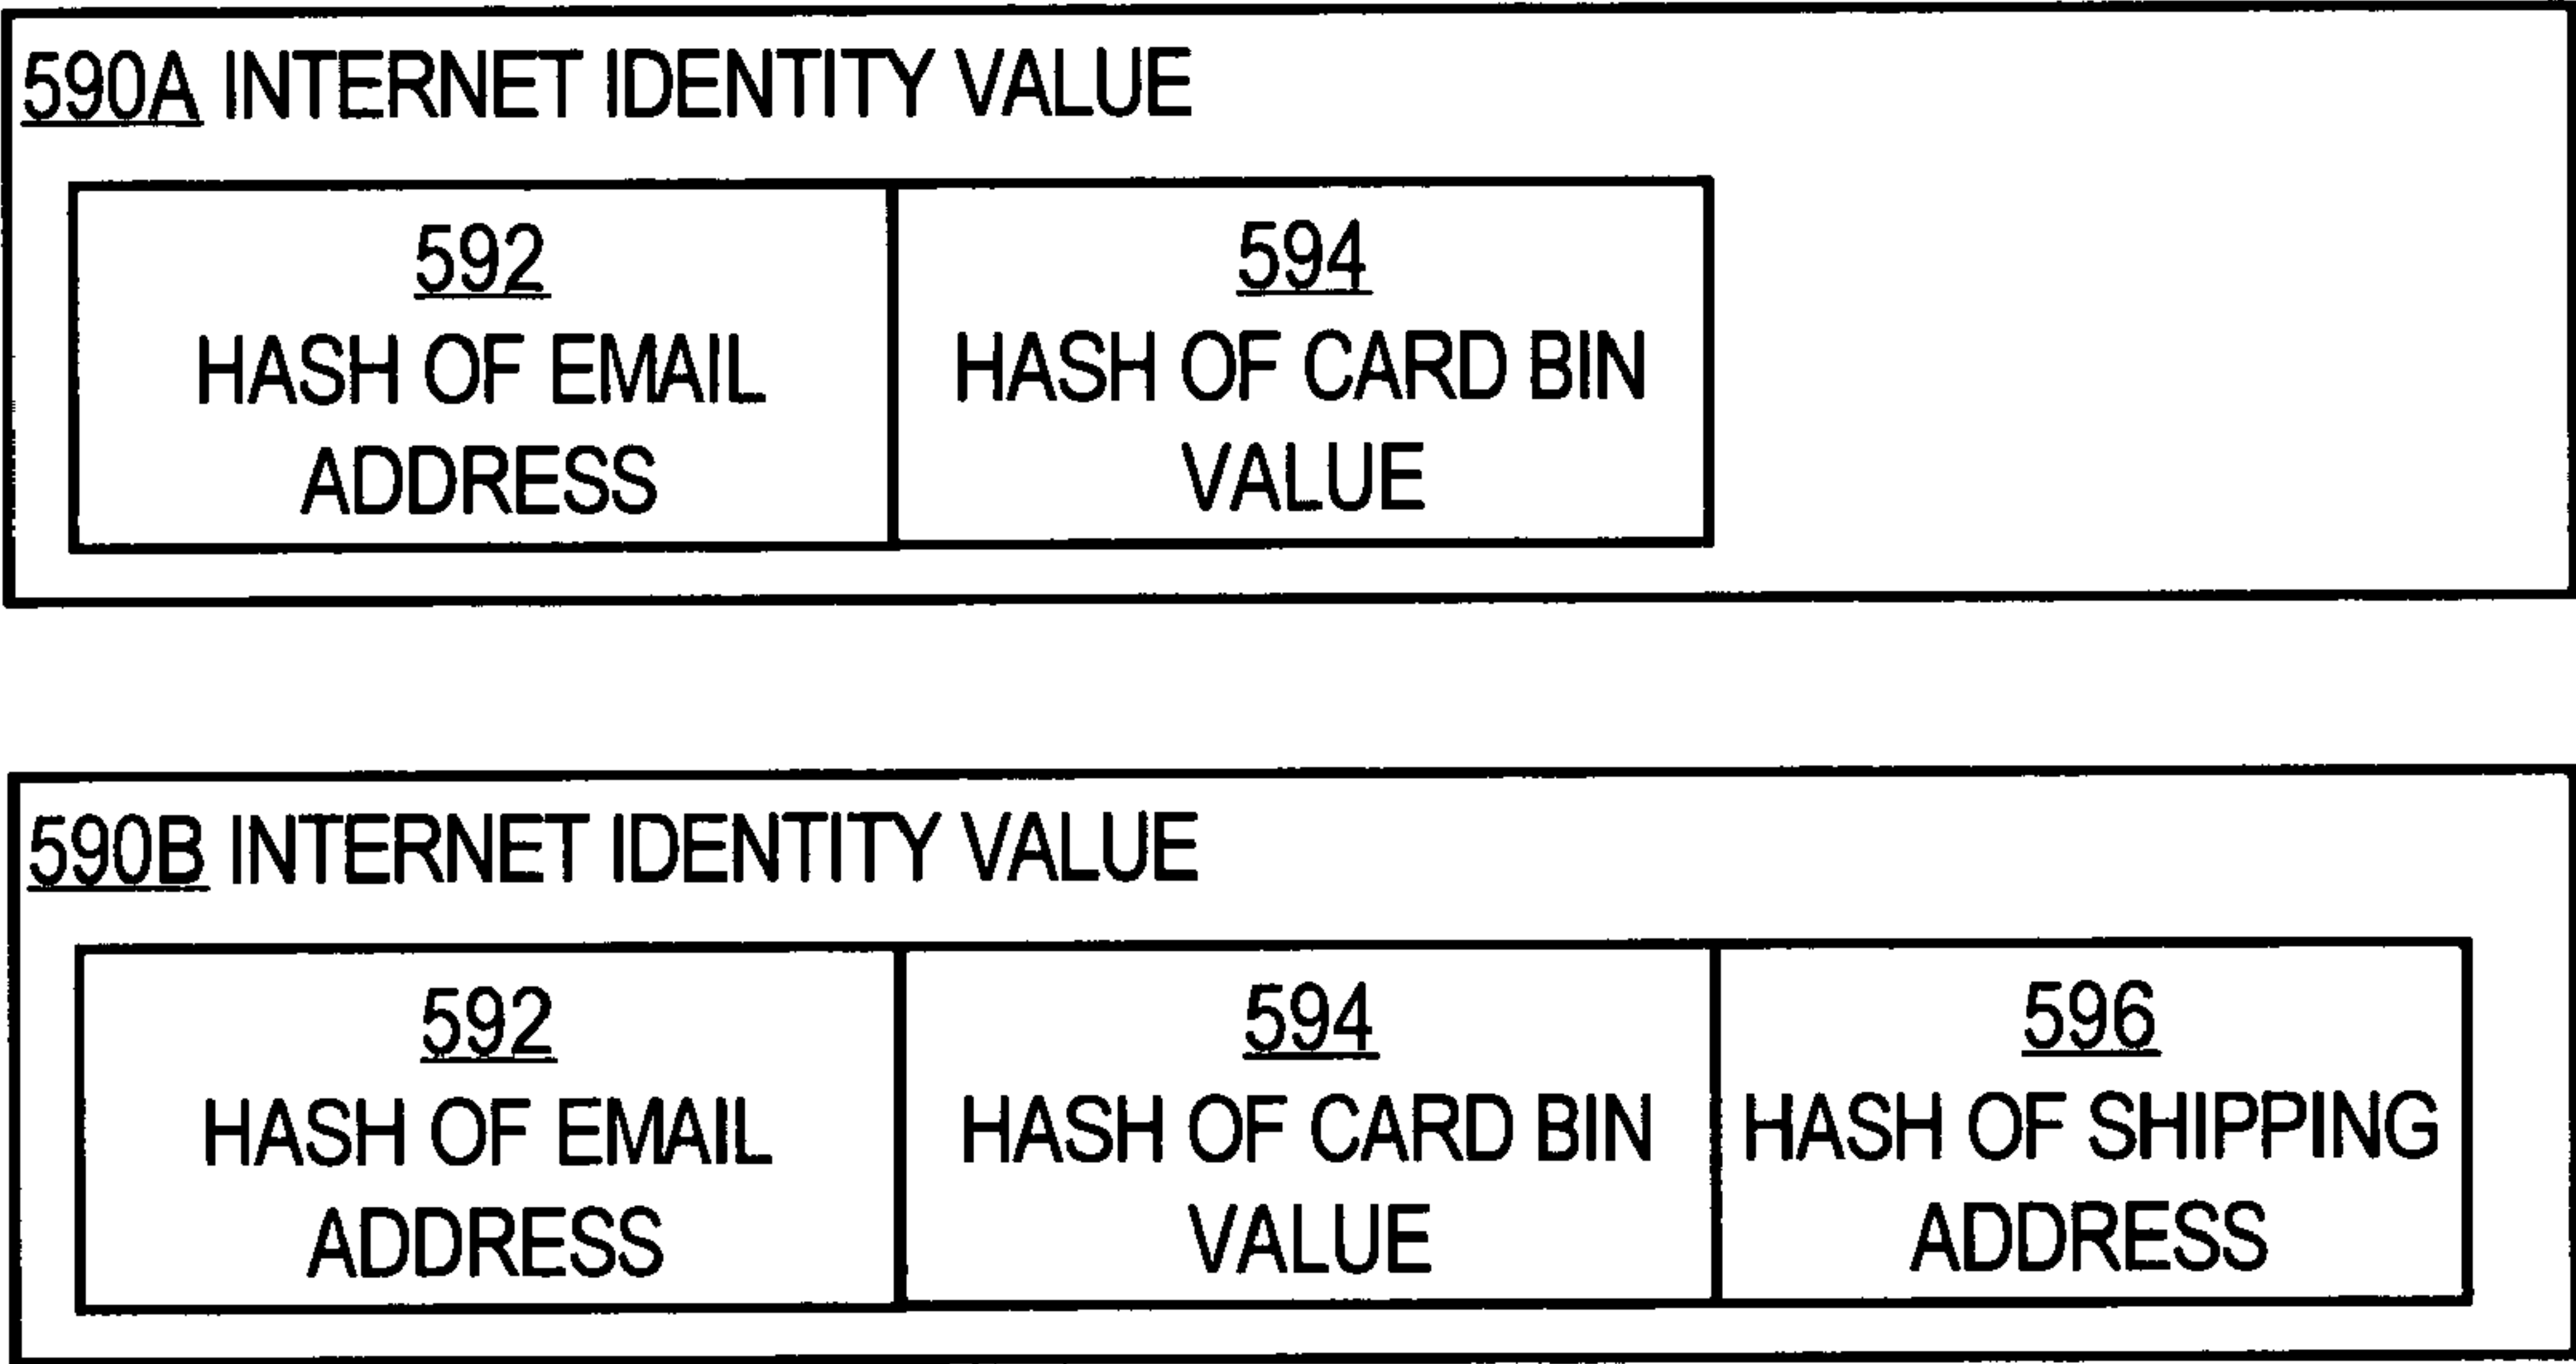 590A INTERNET IDENTITY VALUE
592
HASH OF EMAIL
ADDRESS
594
HASH OF CARD BIN
VALUE
590B INTERNET IDENTITY VALUE
592
HASH OF EMAIL
ADDRESS
594
HASH OF CARD BIN
VALUE
596
HASH OF SHIPPING
ADDRESS